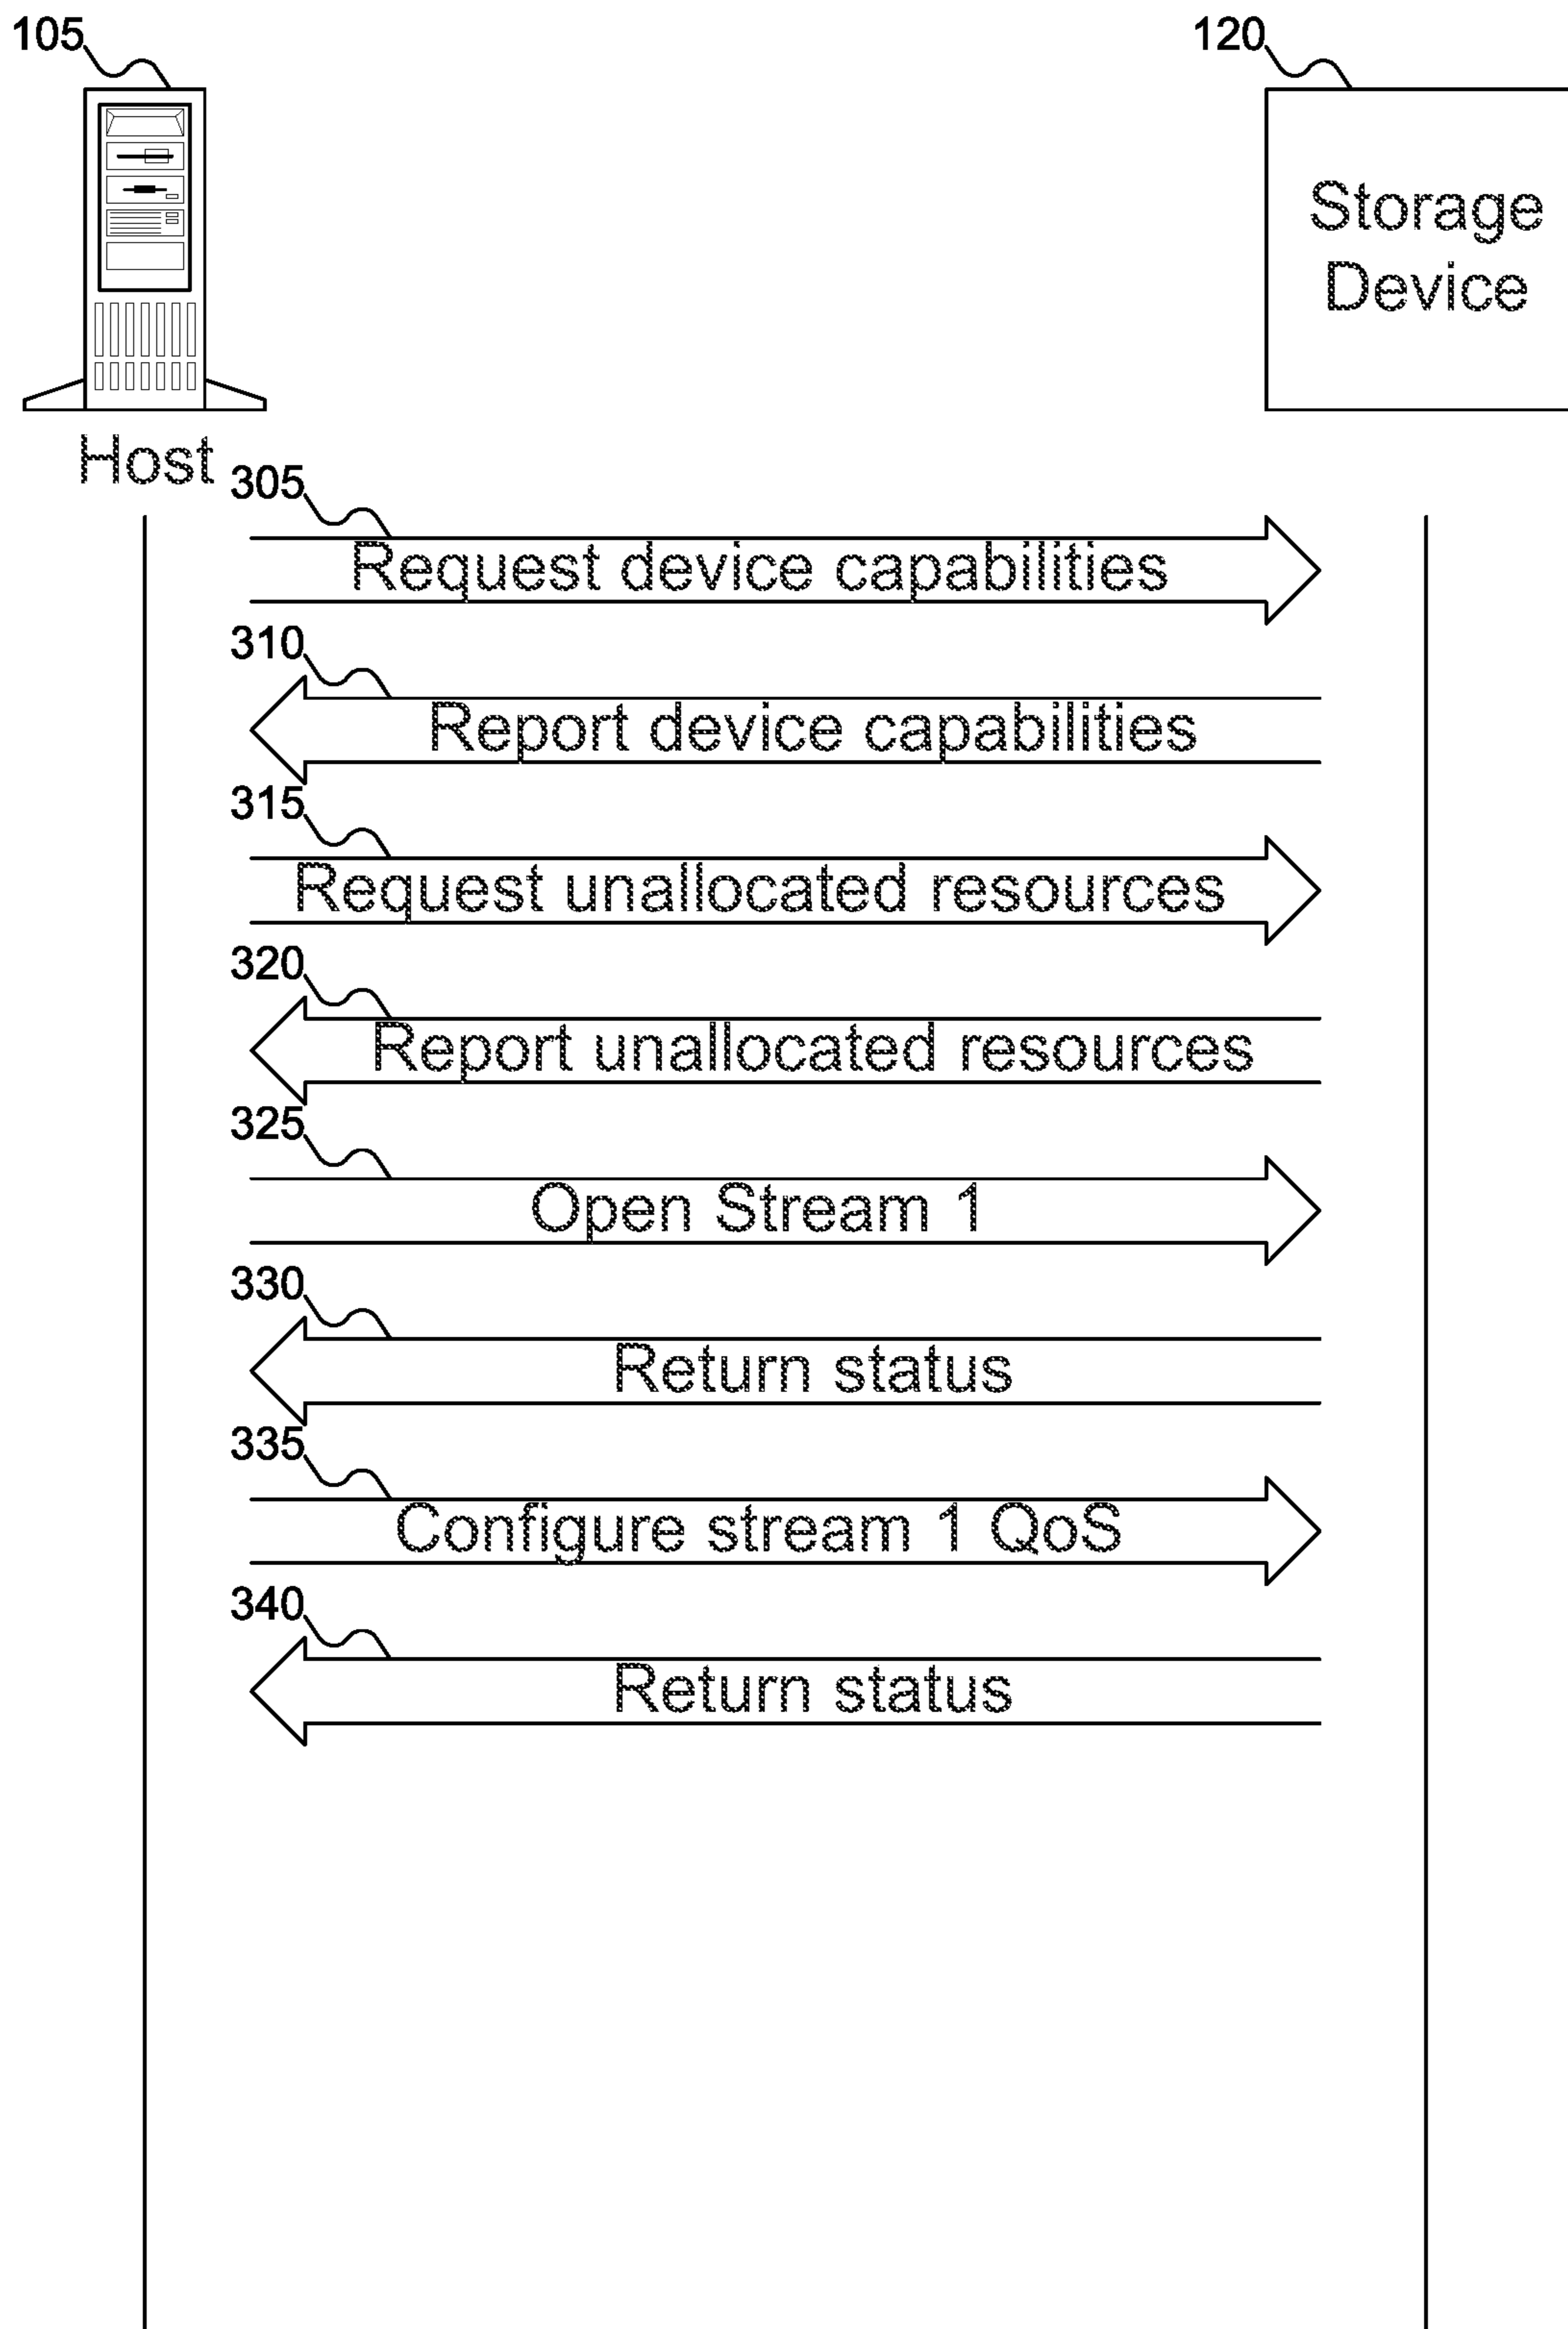 105
120
Storage
Device
Host
305
Request device capabilities
310
Report device capabilities
315
Request unallocated resources
320
Report unallocated resources
325
Open Stream 1
330
Return status
335
Configure stream 1 QoS
340
Return status